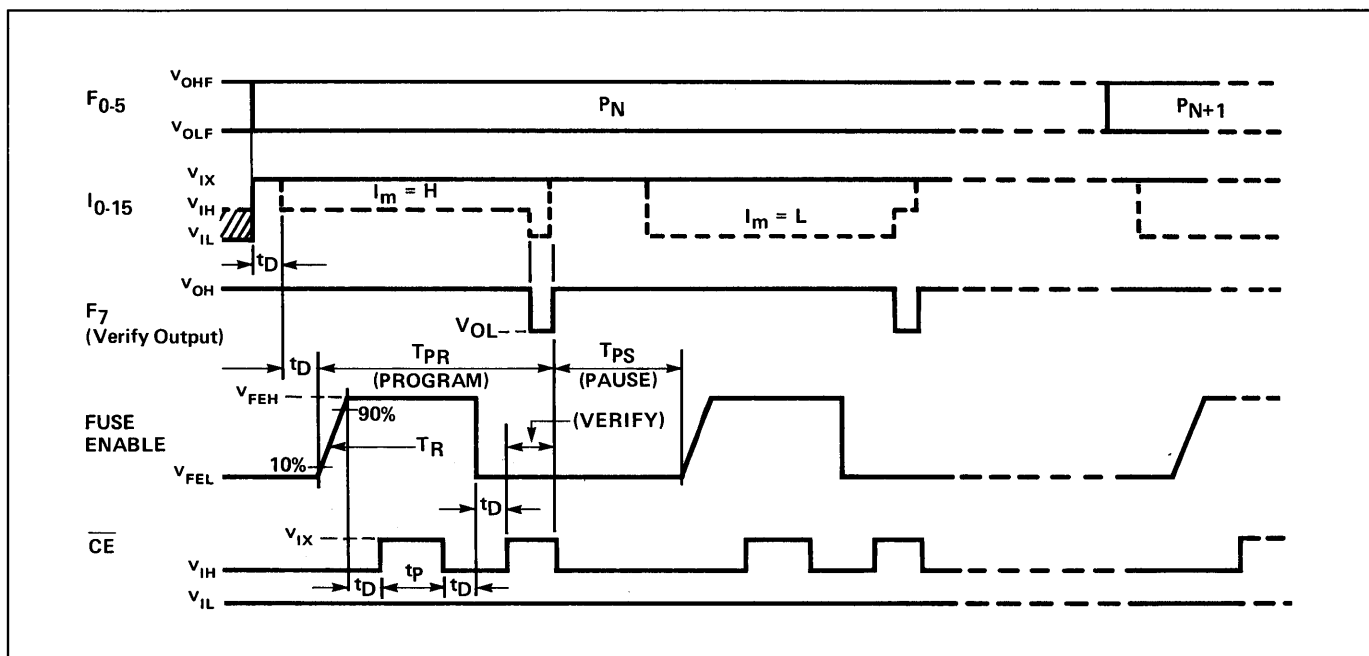 VOHF
F0-5
PN
PN+1
VOLF
VIX
Im = H
I0-15
VIH
Im = L
VIL
tD
VOH
F7
(Verify Output)
VOL
tD
TPR
(PROGRAM)
TPS
(PAUSE)
VFEH
90%
(VERIFY)
FUSE
ENABLE
TR
10%
VFEL
tD
CE
VIX
VIH
tD
tP
tD
VIL